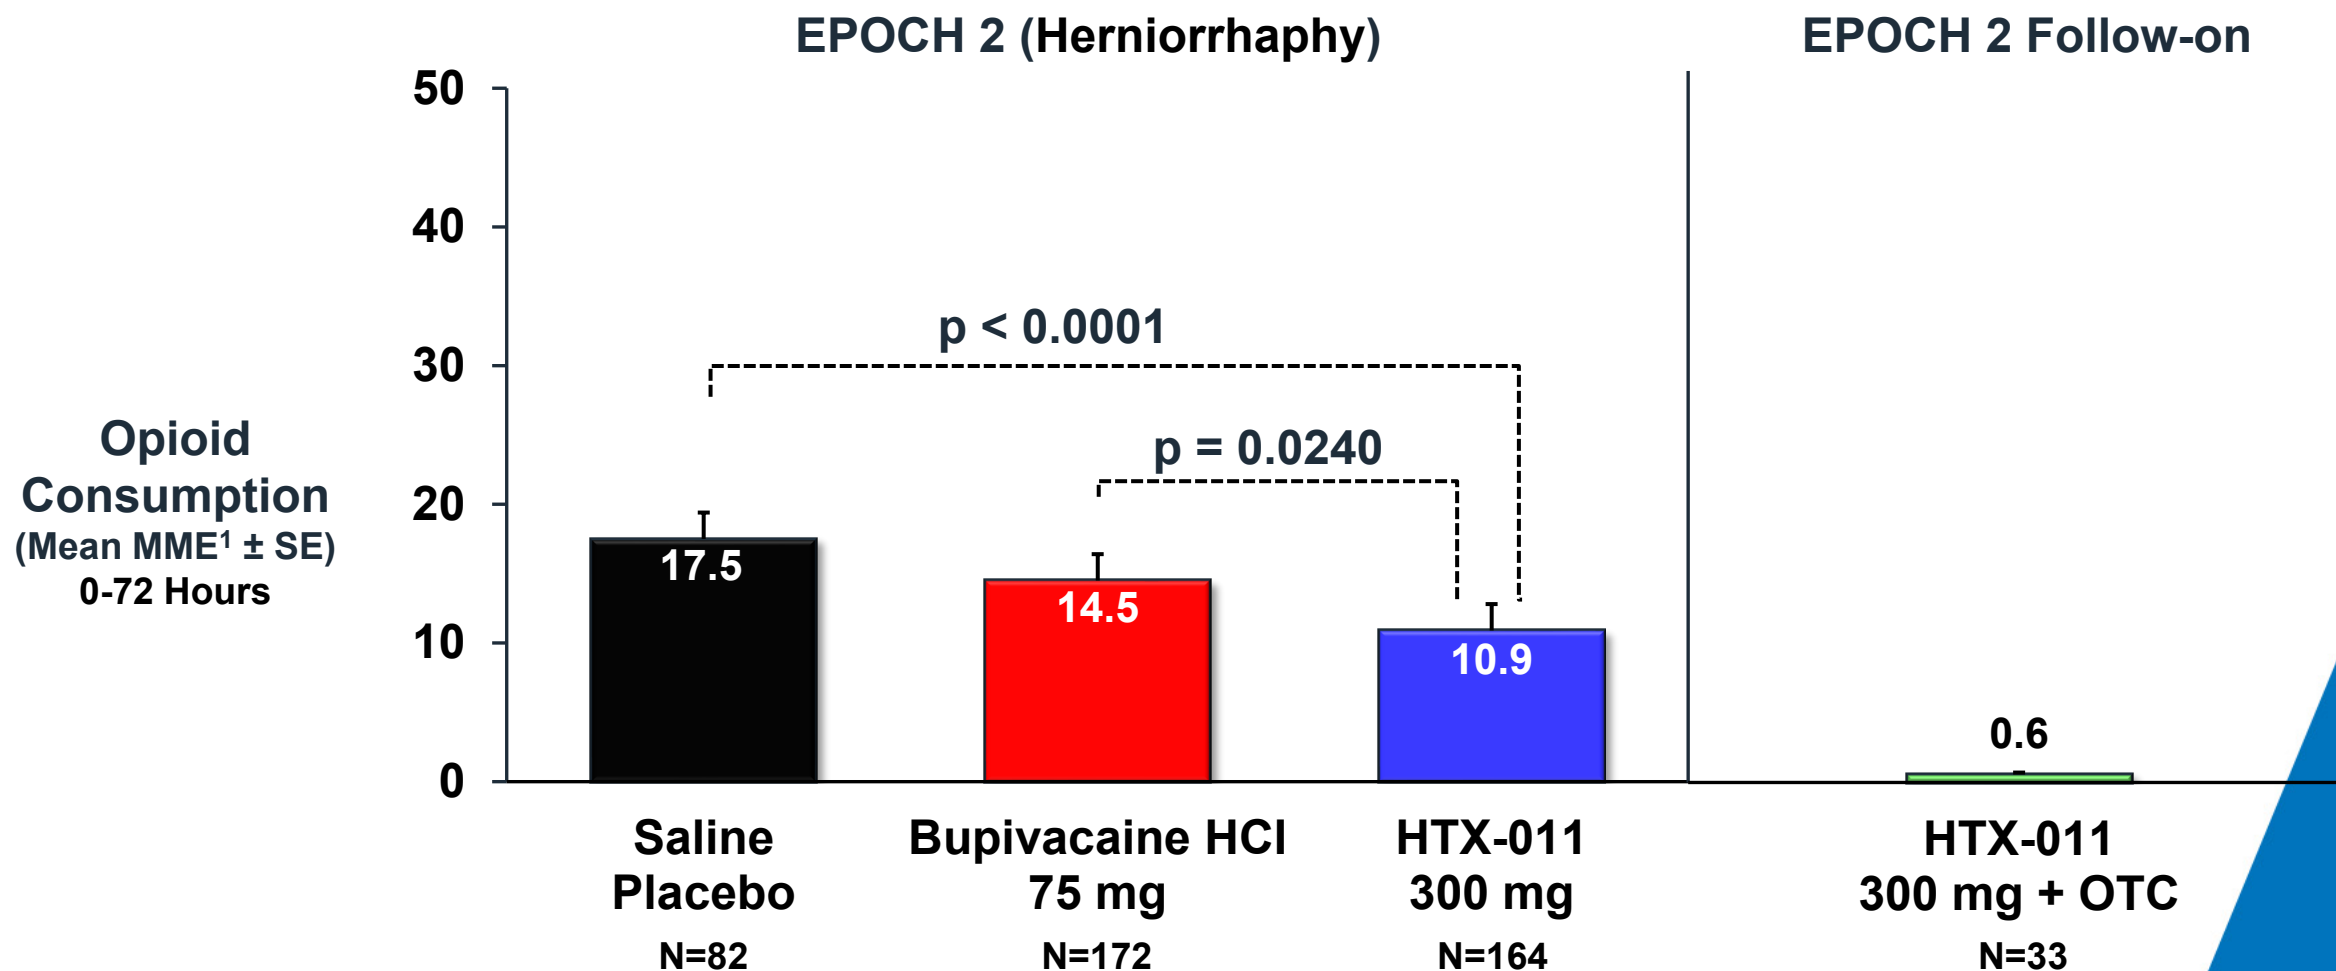 EPOCH 2 (Herniorrhaphy)
EPOCH 2 Follow-on
50
40
30
20
10
0
Opioid
Consumption
(Mean MME¹ ± SE)
0-72 Hours
p < 0.0001
p = 0.0240
17.5
14.5
10.9
0.6
Saline
Placebo
N=82
Bupivacaine HCl
75 mg
N=172
HTX-011
300 mg
N=164
HTX-011
300 mg + OTC
N=33